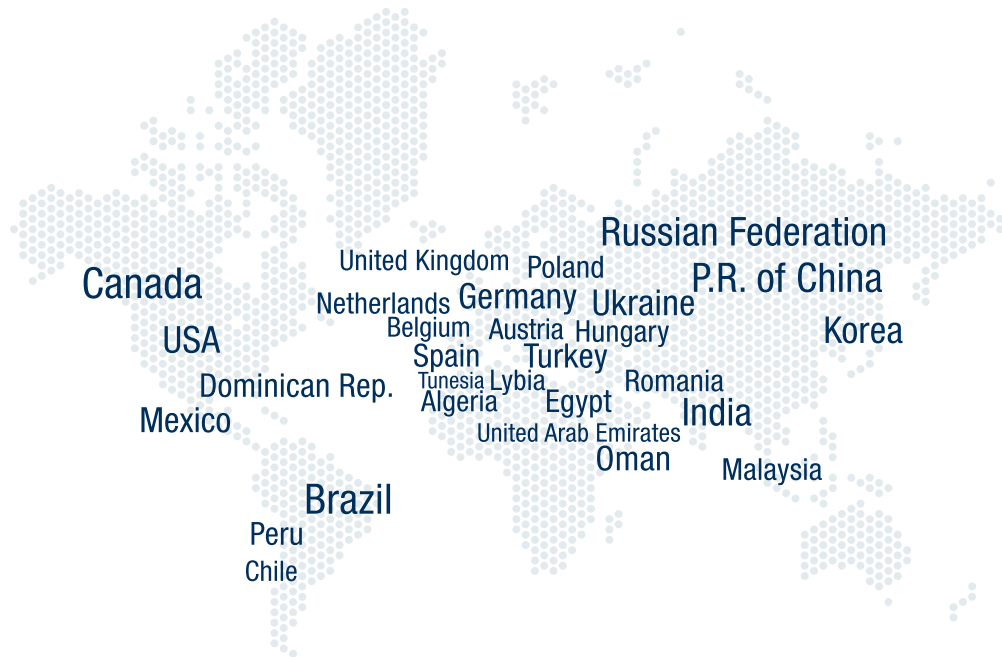 Russian Federation
United Kingdom
Poland
Canada
P.R. of China
Netherlands
Germany
Ukraine
USA
Belgium
Austria
Hungary
Korea
Spain
Turkey
Dominican Rep.
Tunesia
Lybia
Romania
Mexico
Algeria
Egypt
India
United Arab Emirates
Oman
Malaysia
Brazil
Peru
Chile